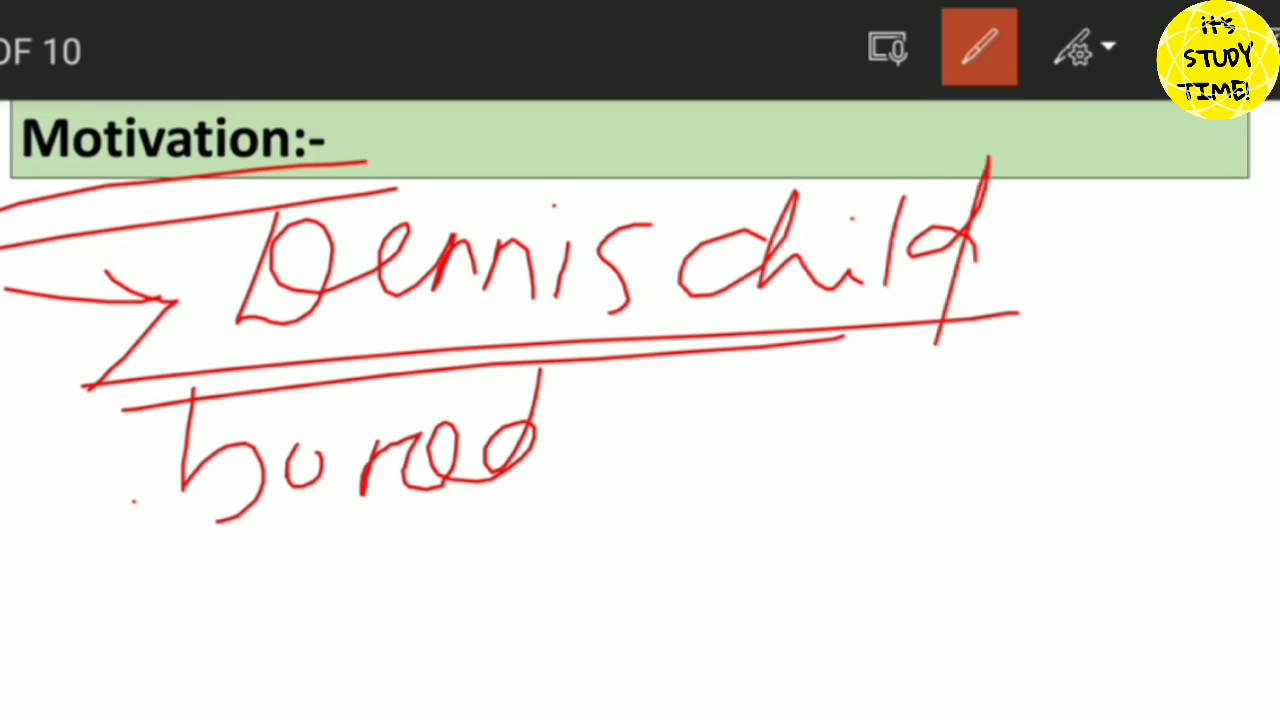 OF 10
IT'S
STUDY
TIME!
Motivation:-
Dennis child
bored